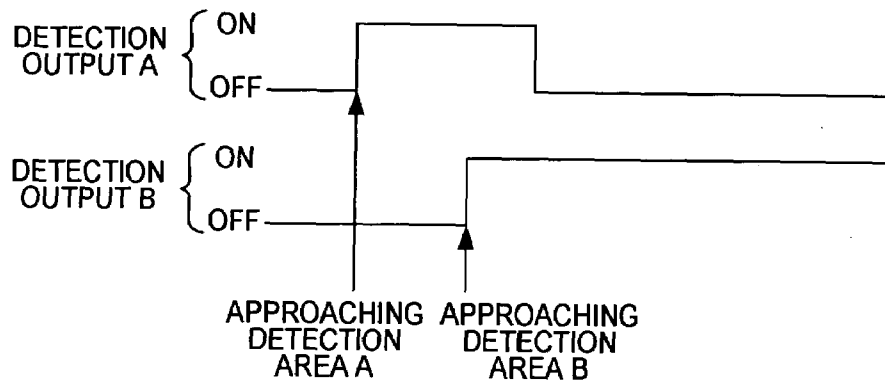 DETECTION
OUTPUT A
ON
OFF
DETECTION
OUTPUT B
ON
OFF
APPROACHING
DETECTION
AREA A
APPROACHING
DETECTION
AREA B